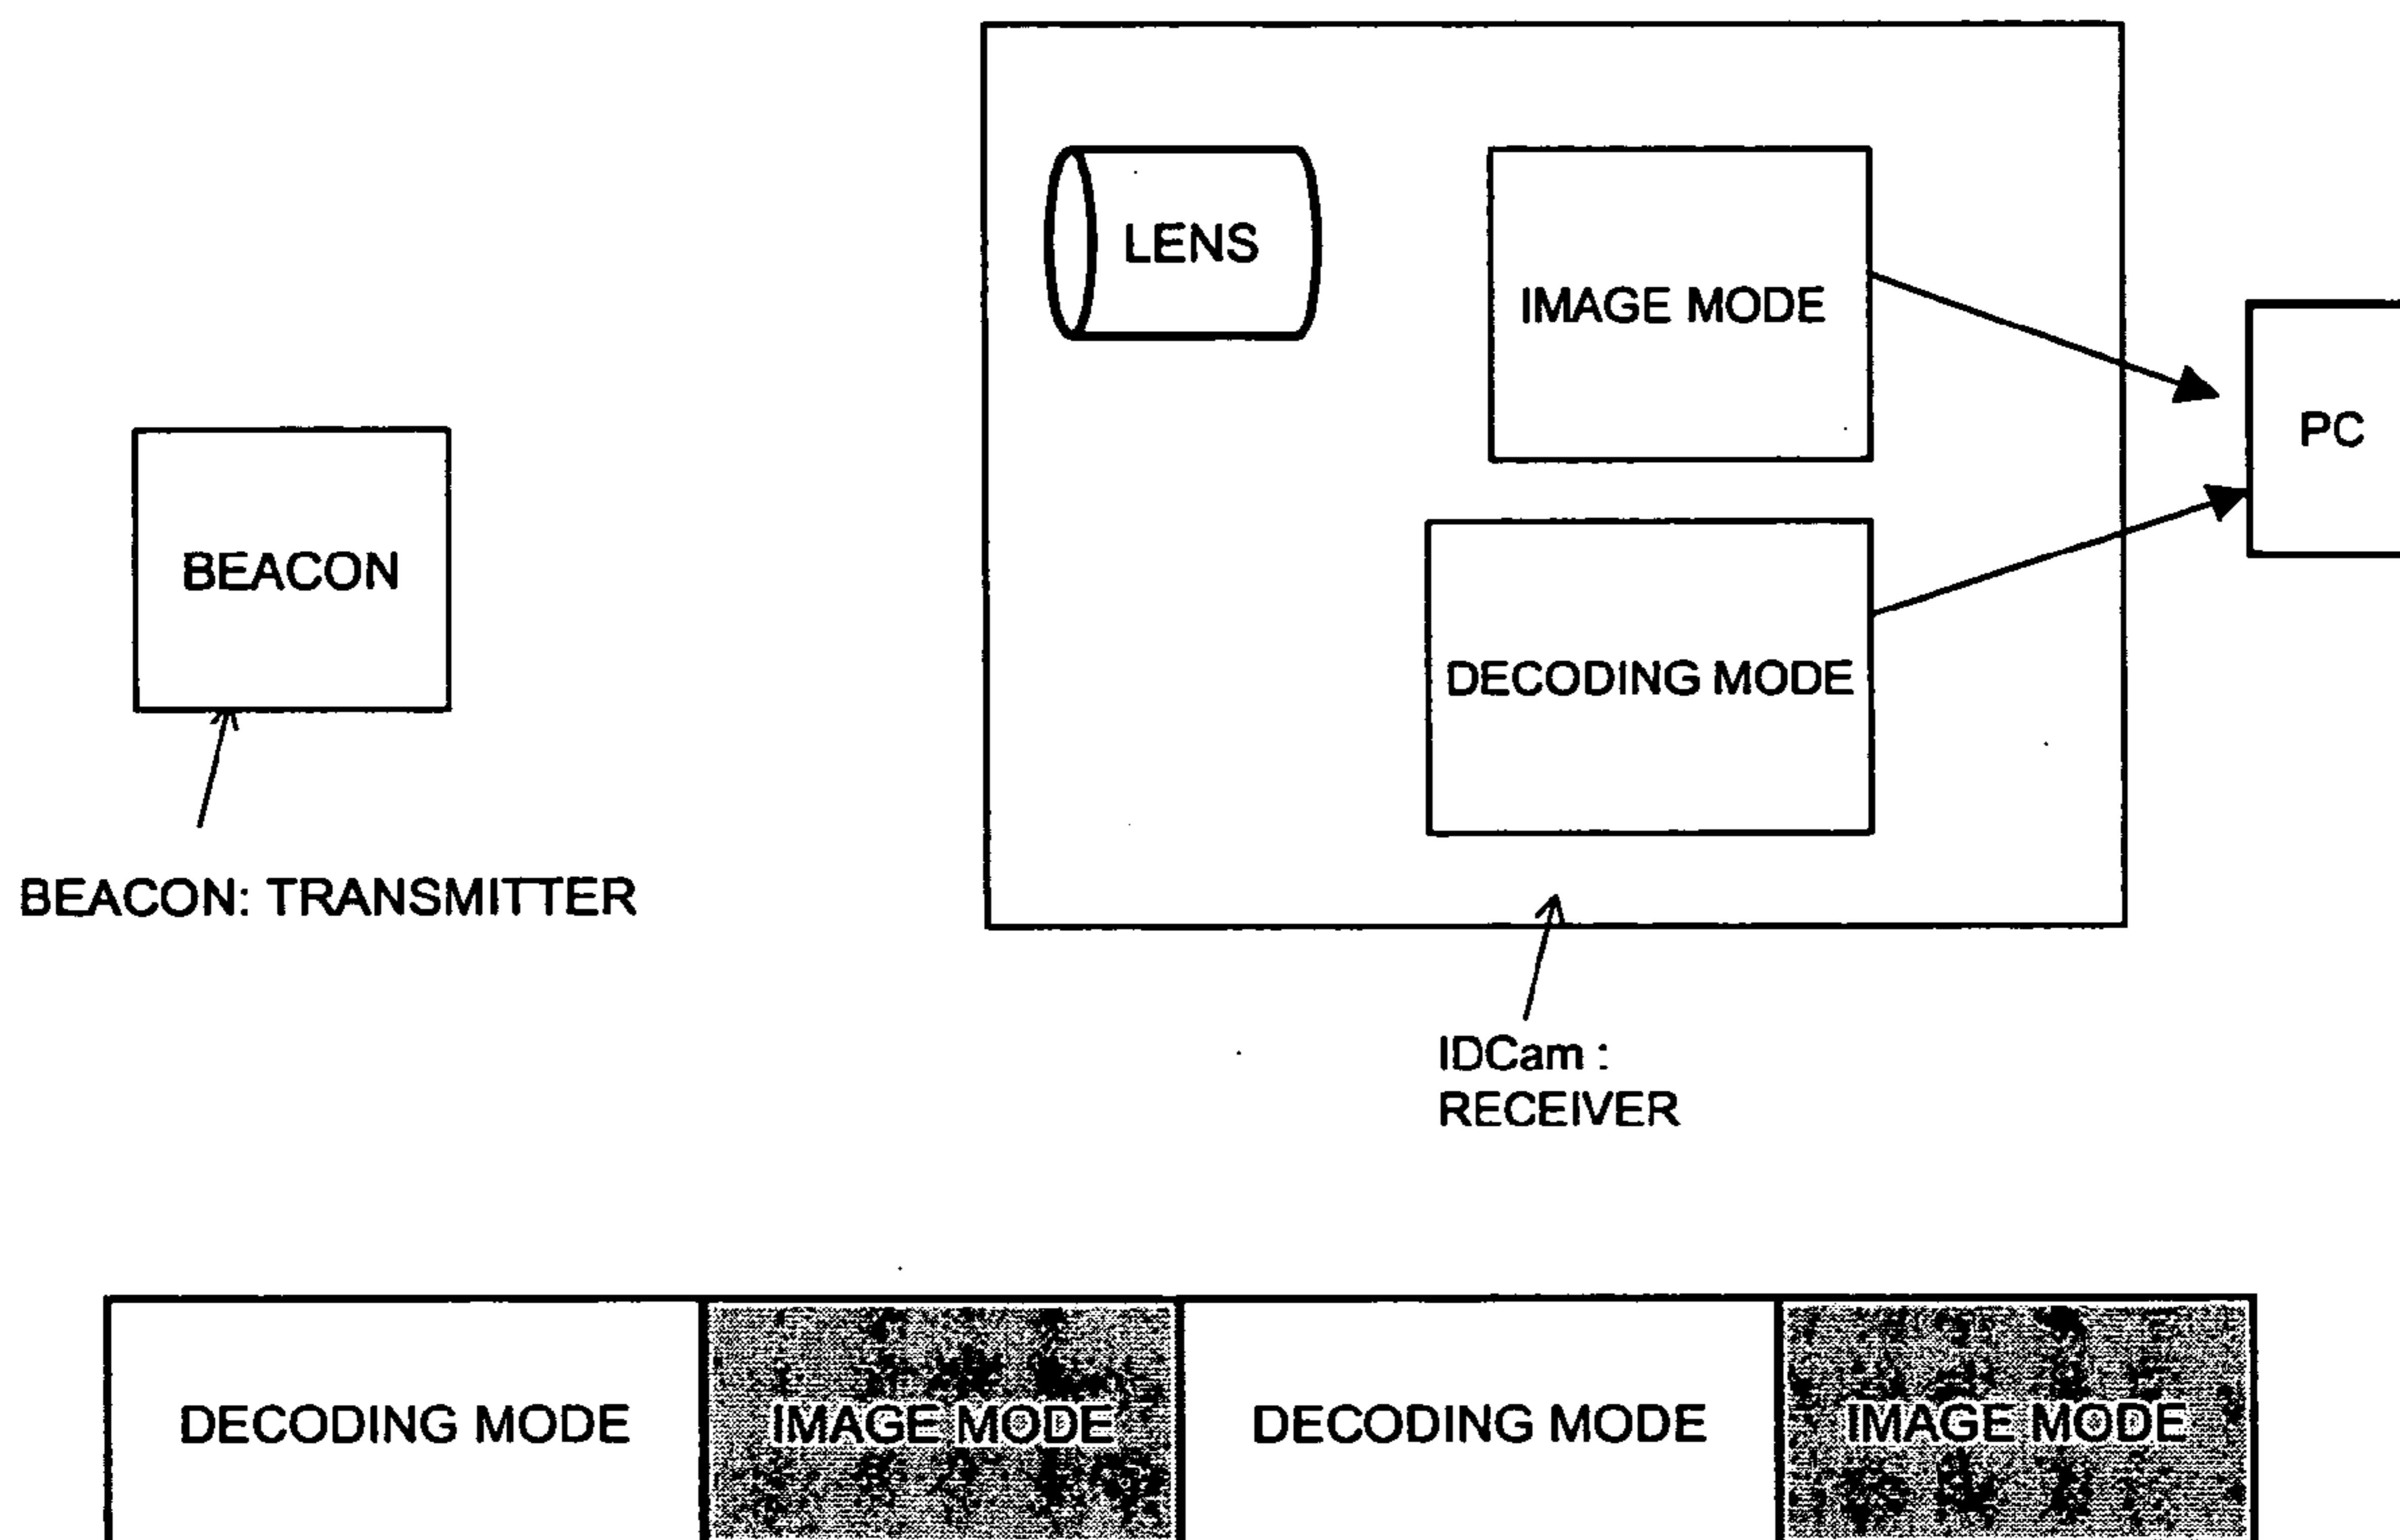 LENS
IMAGE MODE
PC
BEACON
DECODING MODE
BEACON: TRANSMITTER
IDCam :
RECEIVER
DECODING MODE
IMAGE MODE
DECODING MODE
IMAGE MODE